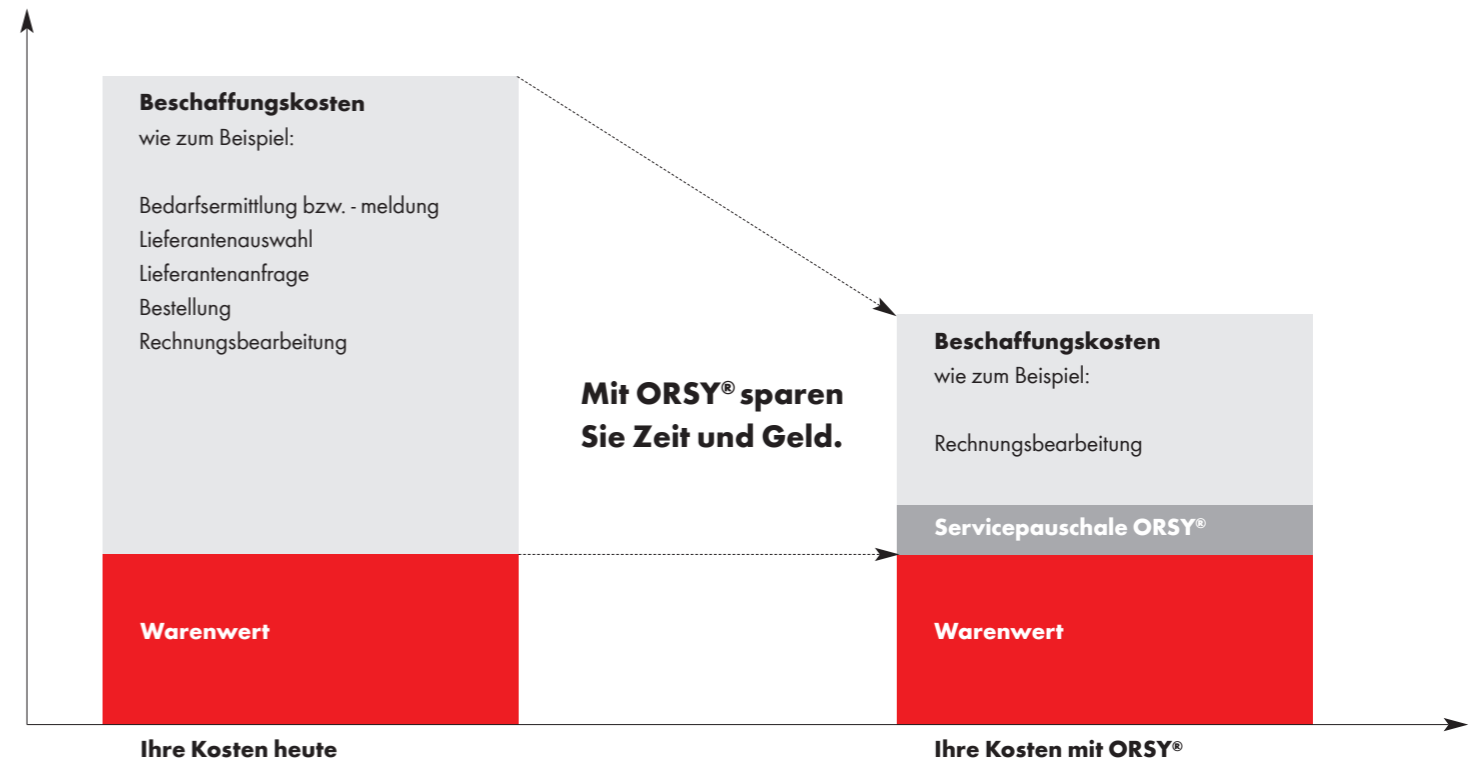 Beschaffungskosten
wie zum Beispiel:
Bedarfsermittlung bzw. - meldung
Lieferantenauswahl
Lieferantenanfrage
Bestellung
Rechnungsbearbeitung
Warenwert
Ihre Kosten heute
Mit ORSY® sparen
Sie Zeit und Geld.
Beschaffungskosten
wie zum Beispiel:
Rechnungsbearbeitung
Servicepauschale ORSY®
Warenwert
Ihre Kosten mit ORSY®